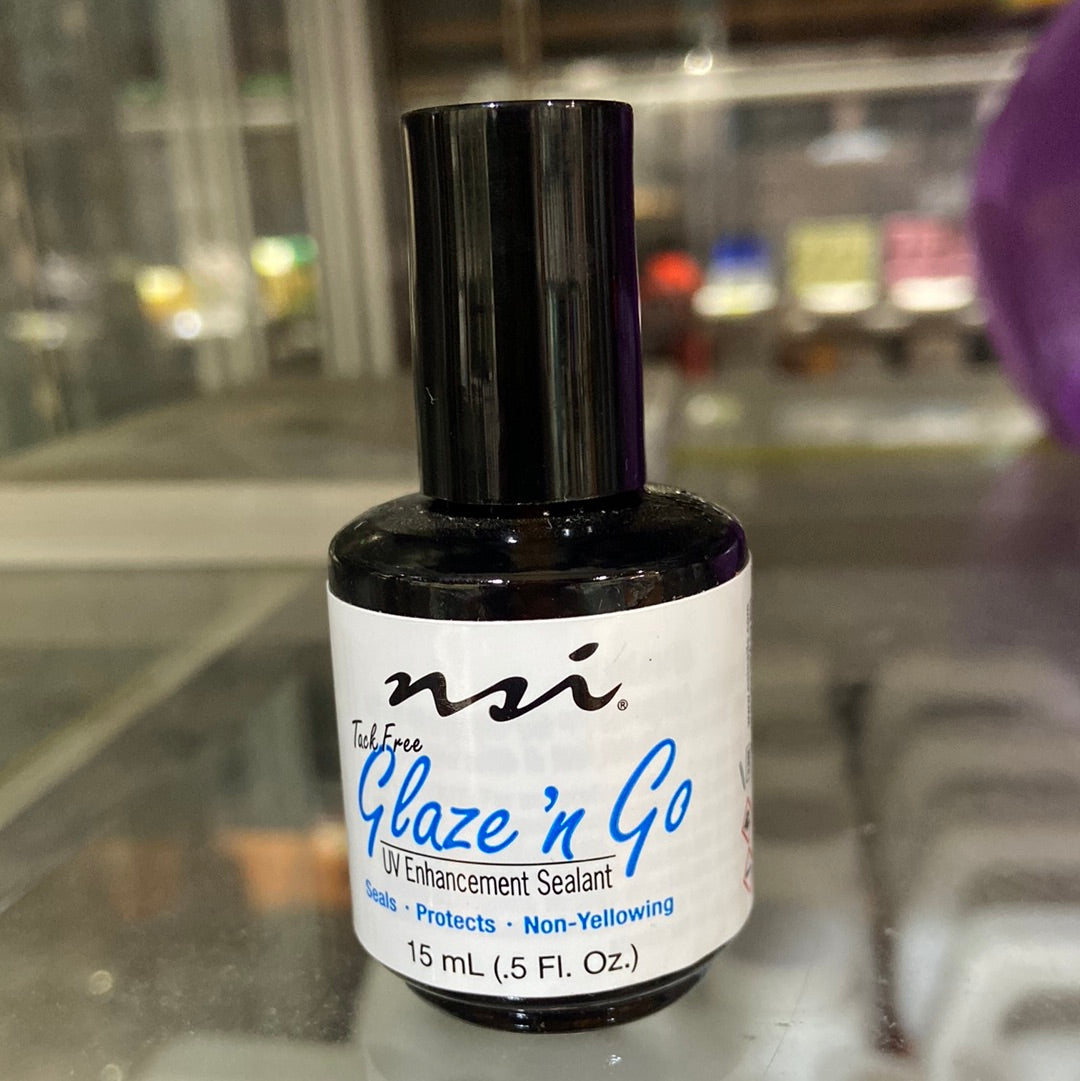 nsi®
Tack Free
Glaze 'n Go
UV Enhancement Sealant
Seals · Protects · Non-Yellowing
15 mL (.5 Fl. Oz.)